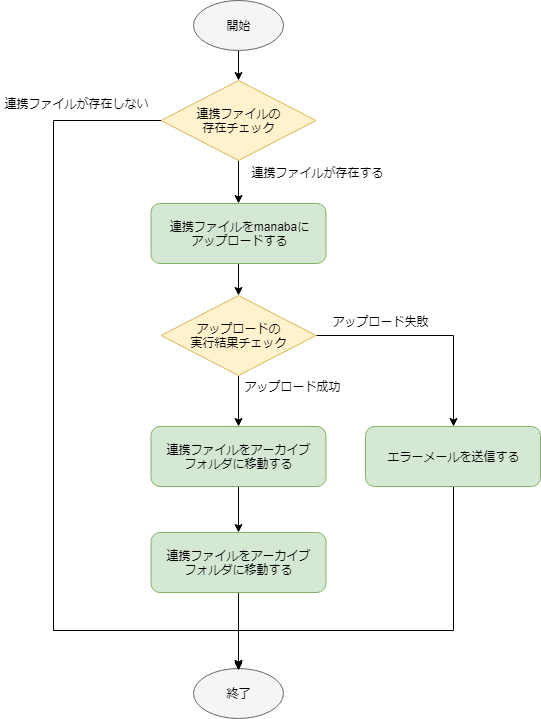 開始
連携ファイルが存在しない
連携ファイルの
存在チェック
連携ファイルが存在する
連携ファイルをmanabaに
アップロードする
アップロード失敗
アップロードの
実行結果チェック
アップロード成功
連携ファイルをアーカイブ
フォルダに移動する
エラーメールを送信する
連携ファイルをアーカイブ
フォルダに移動する
終了